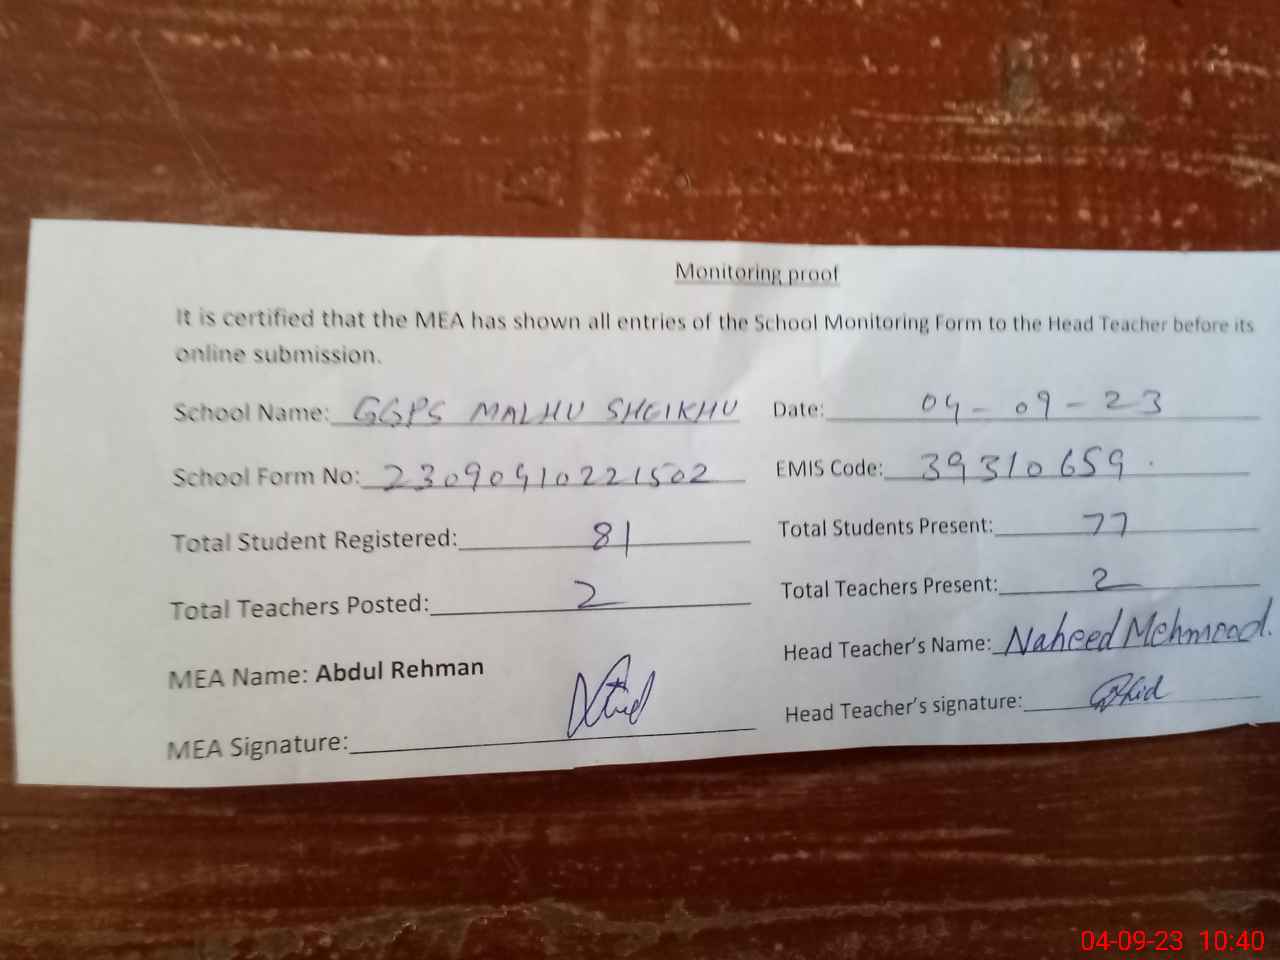 Monitoring proof
It is certified that the MEA has shown all entries of the School Monitoring Form to the Head Teacher before its
online submission.
School Name: GGPS MALHU SHEIKHU Date: 04-09-23
School Form No: 23090910221502 EMIS Code: 39310659
Total Student Registered: 81 Total Students Present: 77
Total Teachers Posted: 2 Total Teachers Present: 2
MEA Name: Abdul Rehman Head Teacher's Name: Naheed Mehmood.
MEA Signature: Head Teacher's signature:
04-09-23 10:40